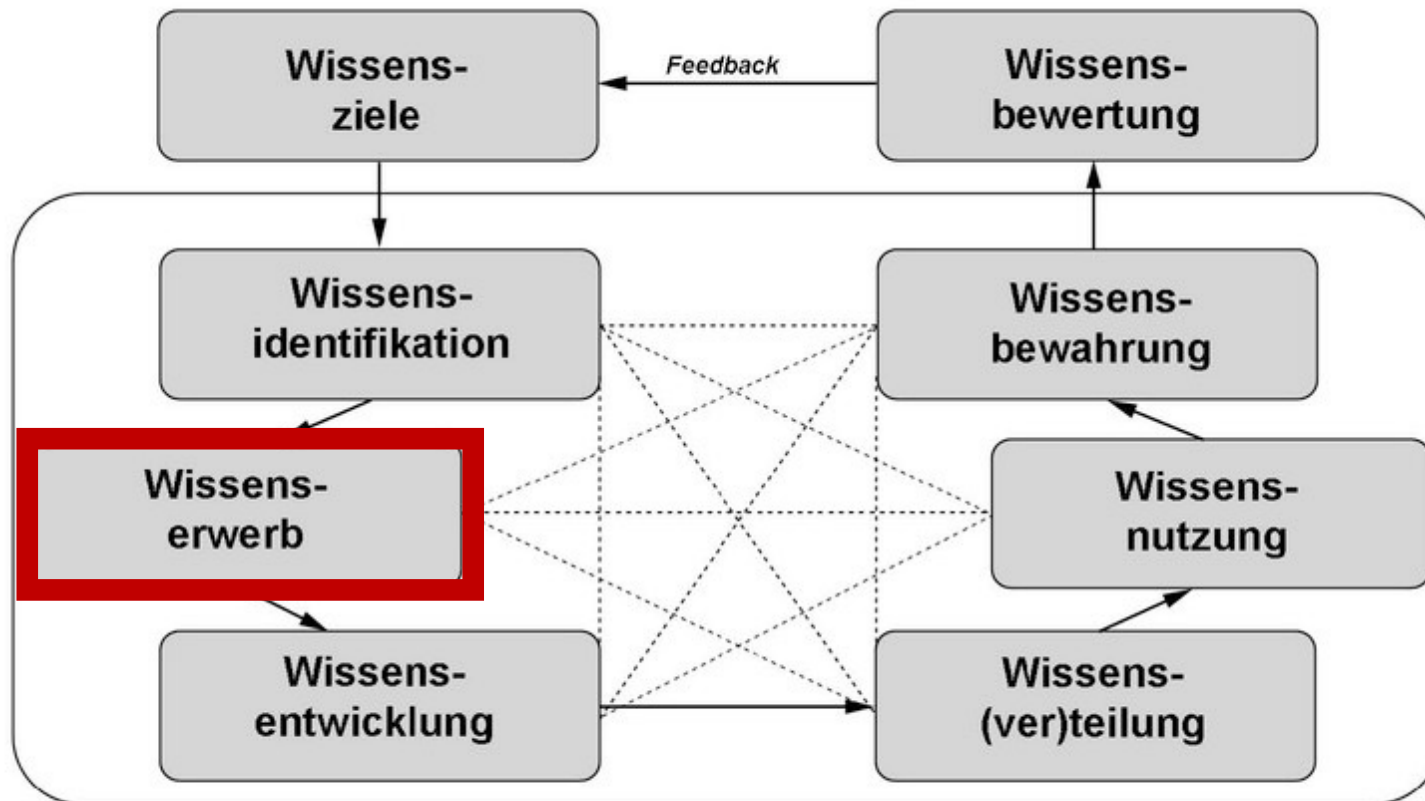 Wissens-
ziele
Feedback
Wissens-
bewertung
Wissens-
identifikation
Wissens-
bewahrung
Wissens-
erwerb
Wissens-
nutzung
Wissens-
entwicklung
Wissens-
(ver)teilung